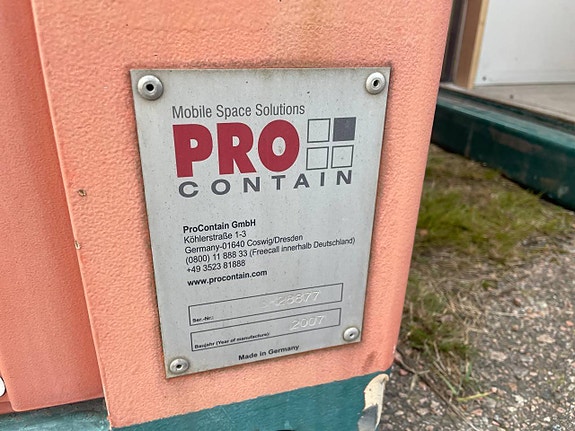 Mobile Space Solutions
PRO
CONTAIN
ProContain GmbH
Köhlerstraße 1-3
Germany-01640 Coswig/Dresden
(0800) 11 888 33 (Freecall innerhalb Deutschland)
+49 3523 81888
www.procontain.com
Ser.-Nr.:
Baujahr (Year of manufacture): 2007
Made in Germany